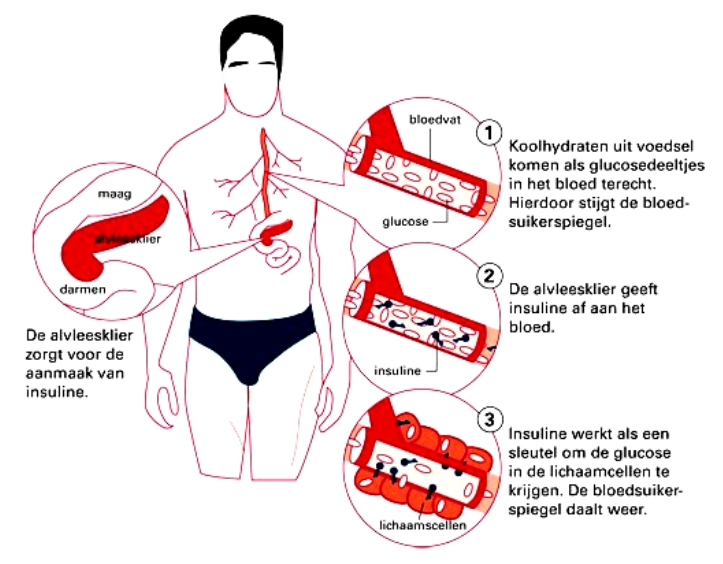 maag
alvleesklier
darmen
De alvleesklier
zorgt voor de
aanmaak van
insuline.
bloedvat
glucose
1
Koolhydraten uit voedsel
komen als glucosedeeltjes
in het bloed terecht.
Hierdoor stijgt de bloed-
suikerspiegel.
2
De alvleesklier geeft
insuline af aan het
bloed.
insuline
3
Insuline werkt als een
sleutel om de glucose
in de lichaamcellen te
krijgen. De bloedsuiker-
spiegel daalt weer.
lichaamscellen